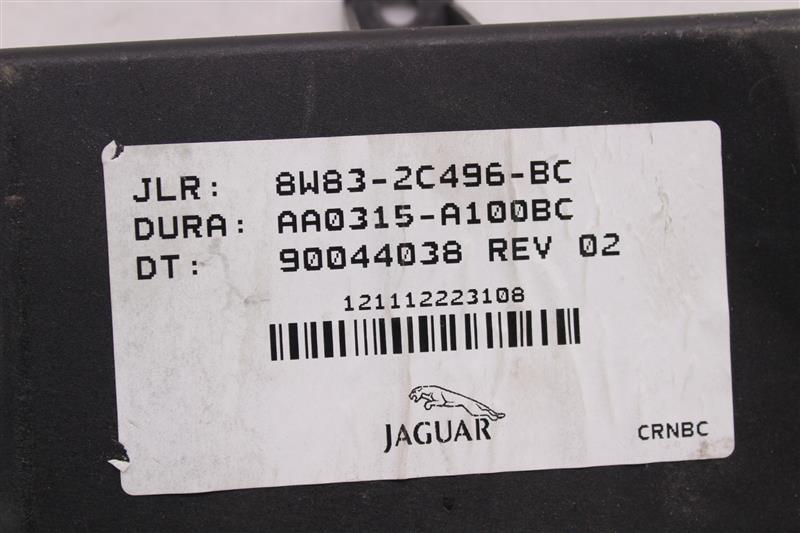 JLR: 8W83-2C496-BC
DURA: AA0315-A100BC
DT: 90044038 REV 02
121112223108
JAGUAR
CRNBC